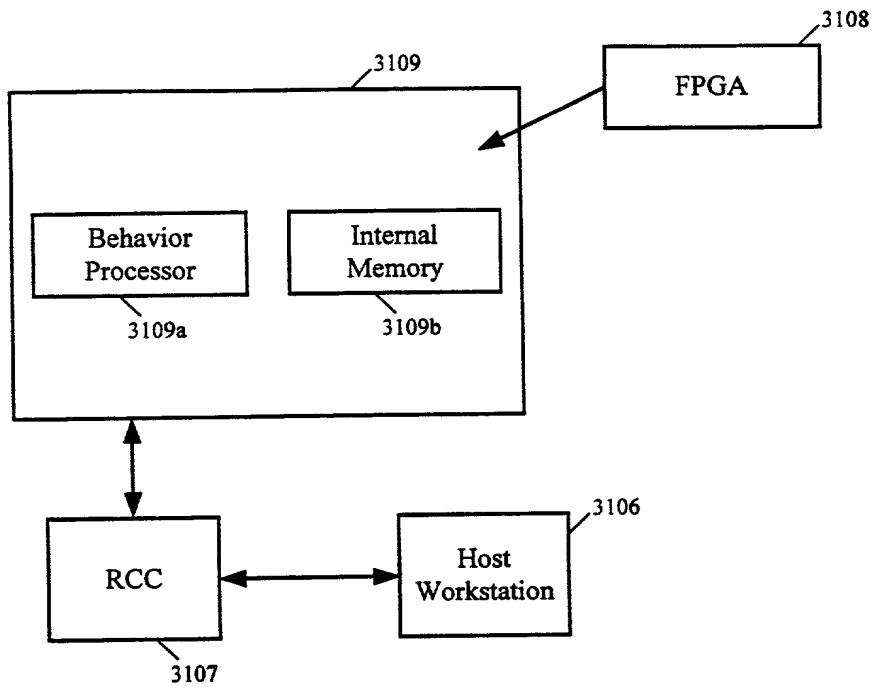 3108
FPGA
3109
Behavior
Processor
3109a
Internal
Memory
3109b
RCC
3107
3106
Host
Workstation